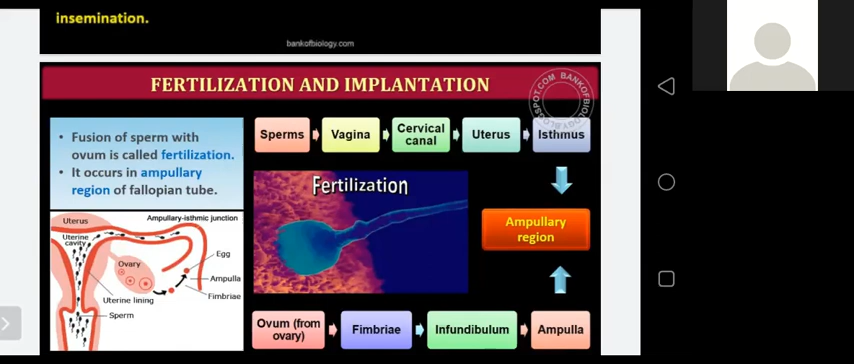 insemination.
bankofbiology.com
FERTILIZATION AND IMPLANTATION
• Fusion of sperm with
ovum is called fertilization.
• It occurs in ampullary
region of fallopian tube.
Sperms
Vagina
Cervical
canal
Uterus
Isthmus
Fertilization
Ampullary
region
Ampullary-isthmic junction
Uterus
Uterine
cavity
Ovary
Egg
Ampulla
Fimbriae
Uterine lining
Sperm
Ovum (from
ovary)
Fimbriae
Infundibulum
Ampulla